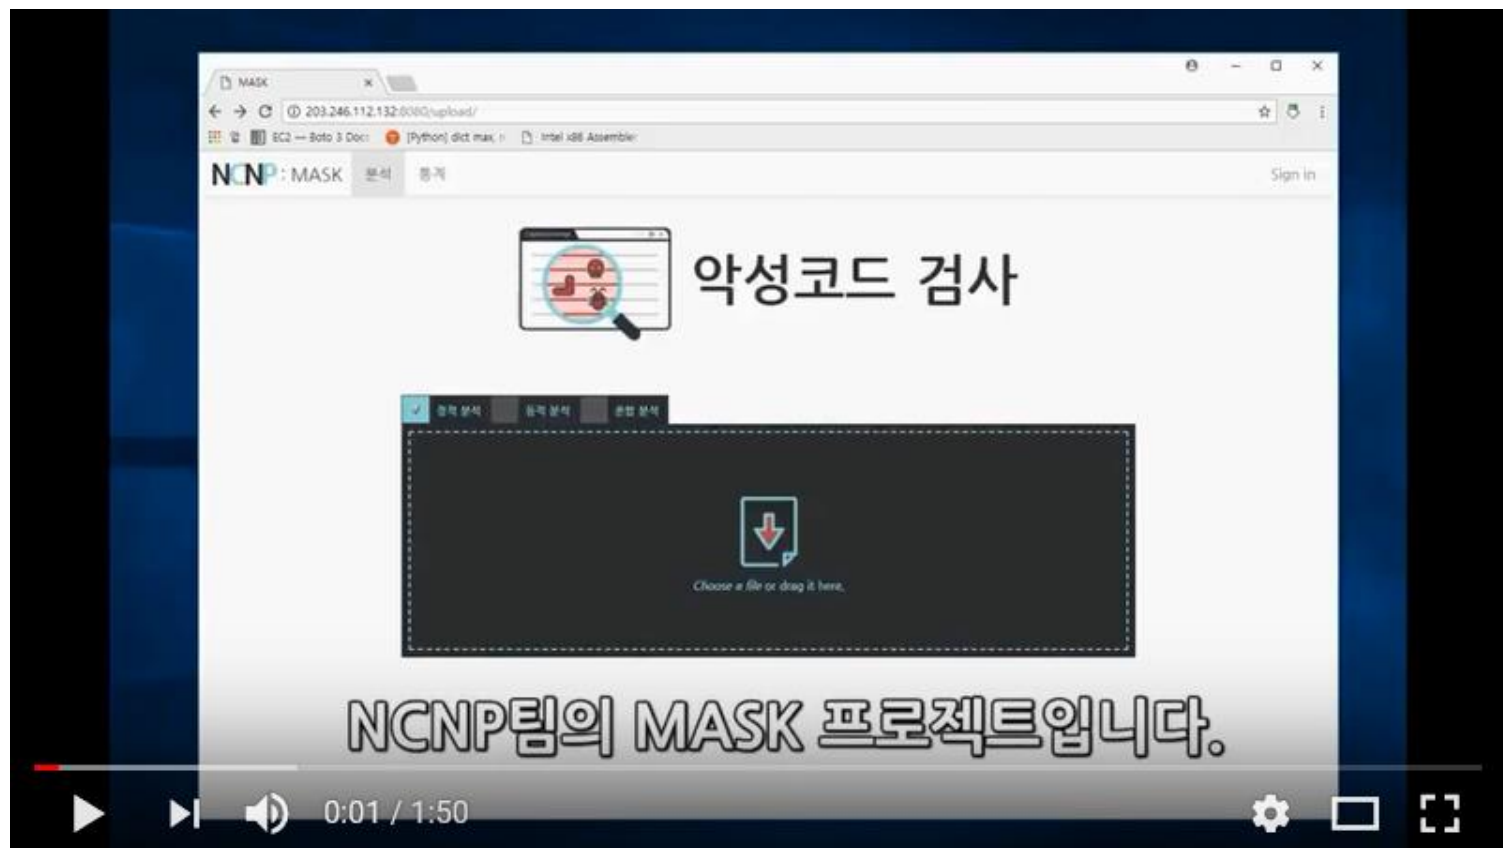 MASK
203.246.112.132:8080/upload/
EC2 — Boto 3 Docs [Python] dict max, Intel x86 Assembler
NCNP : MASK 분석 통계 Sign in
악성코드 검사
정적 분석 동적 분석 혼합 분석
Choose a file or drag it here.
NCNP팀의 MASK 프로젝트입니다.
0:01 / 1:50